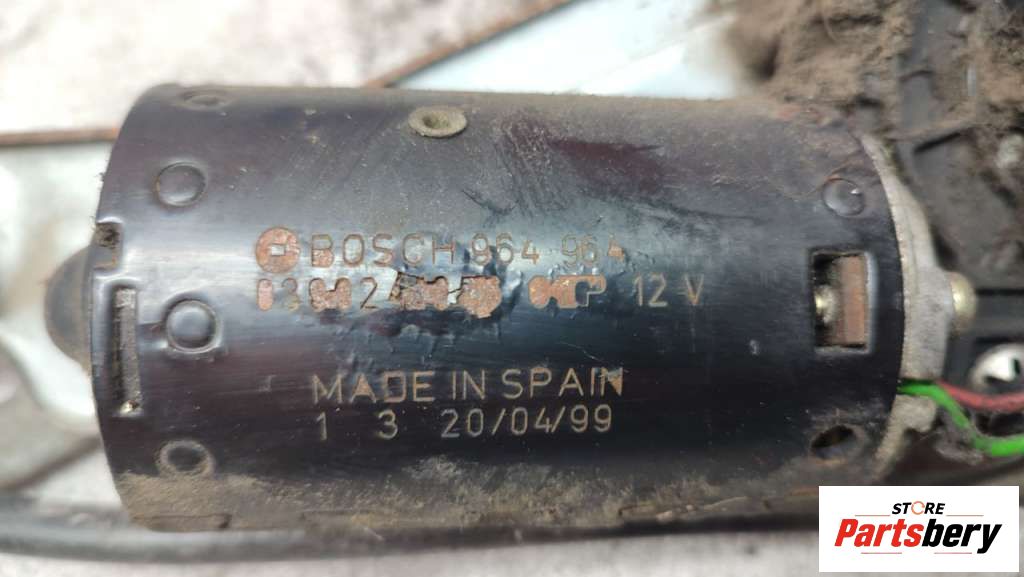 BOSCH 964 964
12 V
MADE IN SPAIN
1 3 20/04/99
STORE
Partsbery